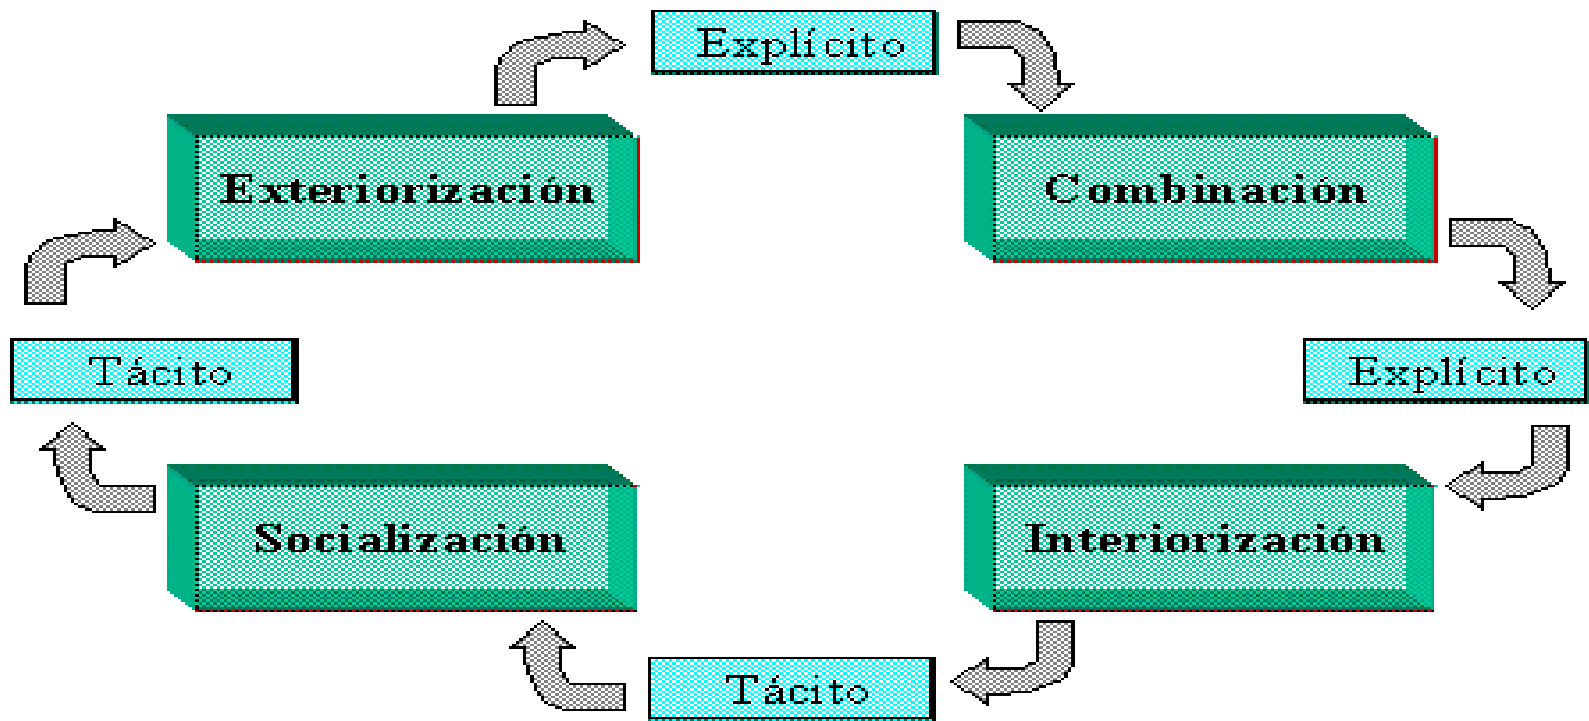 Explícito
Exteriorización
Combinación
Tácito
Explícito
Socialización
Interiorización
Tácito